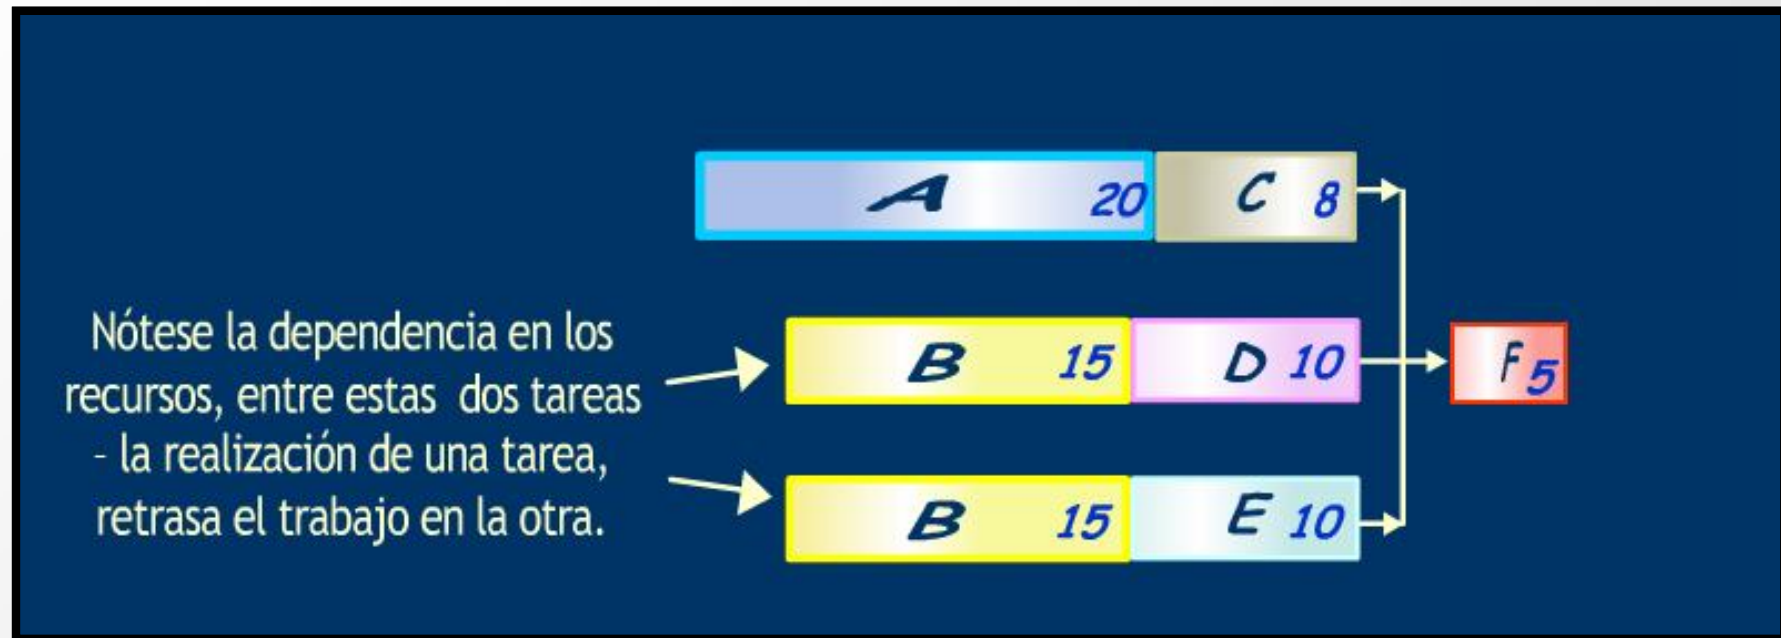 A 20 C 8
Nótese la dependencia en los
recursos, entre estas dos tareas
- la realización de una tarea,
retrasa el trabajo en la otra.
B 15 D 10 F 5
B 15 E 10